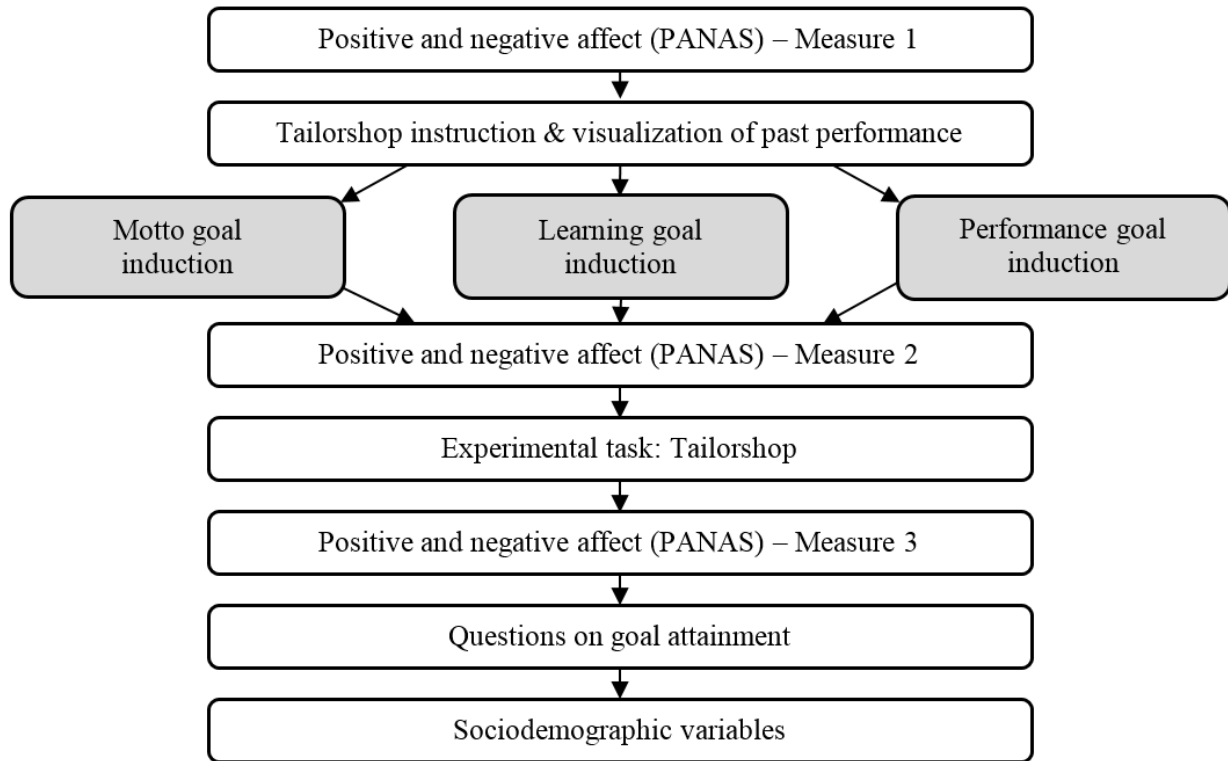 Positive and negative affect (PANAS) – Measure 1
Tailorshop instruction & visualization of past performance
Motto goal
induction
Learning goal
induction
Performance goal
induction
Positive and negative affect (PANAS) – Measure 2
Experimental task: Tailorshop
Positive and negative affect (PANAS) – Measure 3
Questions on goal attainment
Sociodemographic variables